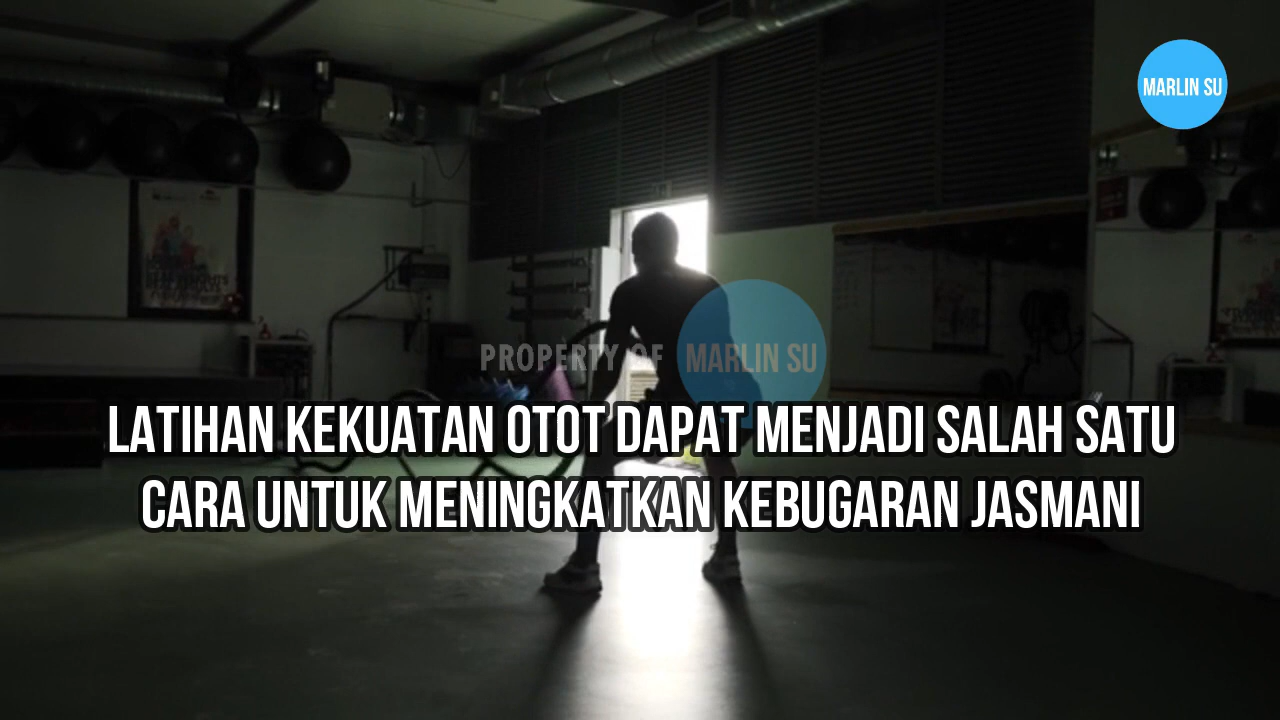 MARLIN SU
PROPERTY OF MARLIN SU
LATIHAN KEKUATAN OTOT DAPAT MENJADI SALAH SATU
CARA UNTUK MENINGKATKAN KEBUGARAN JASMANI